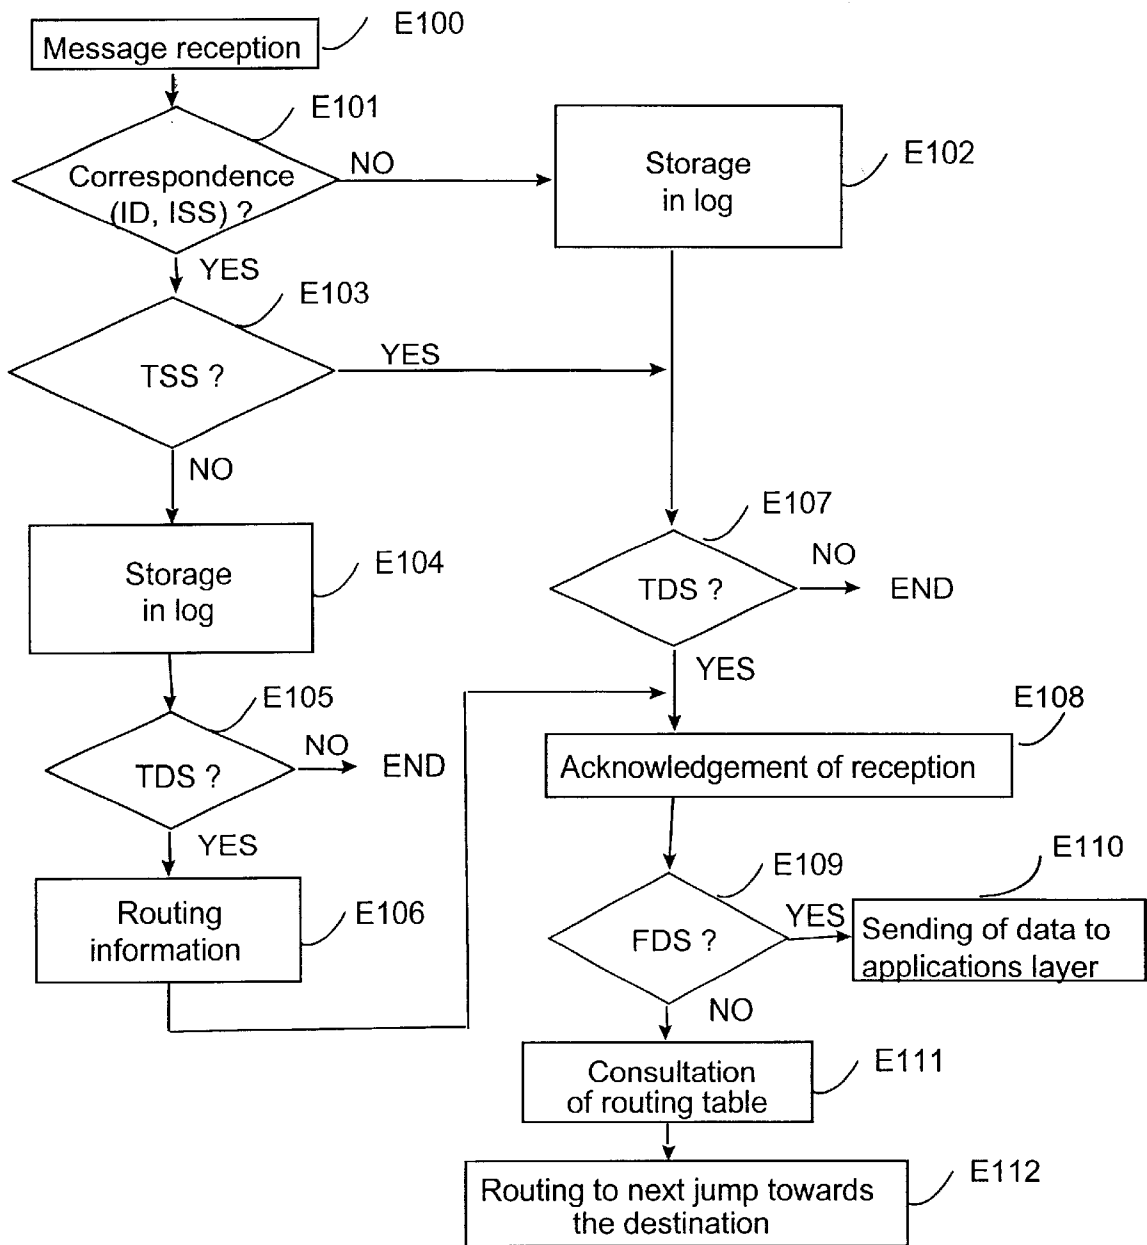 Message reception
E100
E101
Correspondence
(ID, ISS) ?
NO
Storage
in log
E102
YES
E103
TSS ?
YES
NO
Storage
in log
E104
E107
TDS ?
NO
END
YES
E105
TDS ?
NO
END
YES
E108
Acknowledgement of reception
Routing
information
E106
E109
FDS ?
YES
E110
Sending of data to
applications layer
NO
Consultation
of routing table
E111
Routing to next jump towards
the destination
E112